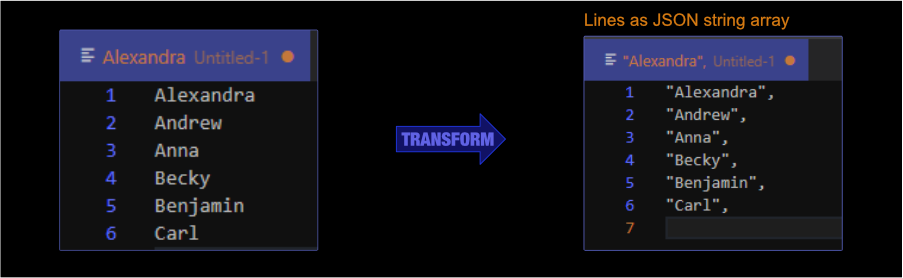 Lines as JSON string array
Alexandra Untitled-1
1 Alexandra
2 Andrew
3 Anna
4 Becky
5 Benjamin
6 Carl
TRANSFORM
"Alexandra", Untitled-1
1 "Alexandra",
2 "Andrew",
3 "Anna",
4 "Becky",
5 "Benjamin",
6 "Carl",
7